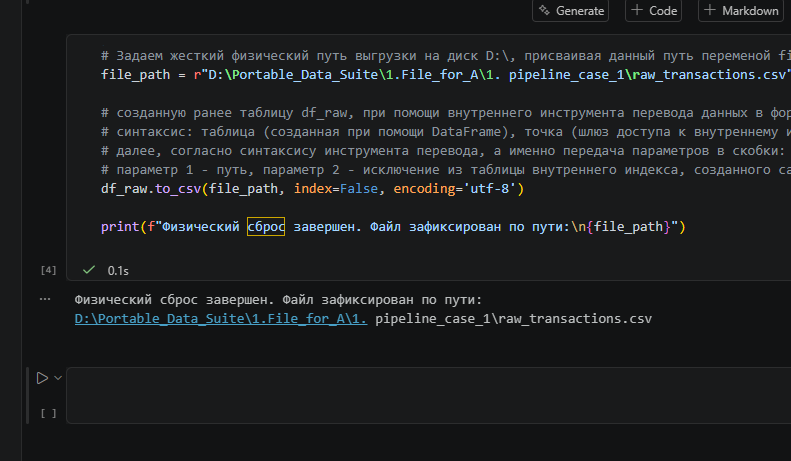 Generate + Code + Markdown
# Задаем жесткий физический путь выгрузки на диск D:\, присваивая данный путь переменой fi
file_path = r"D:\Portable_Data_Suite\1.File_for_A\1. pipeline_case_1\raw_transactions.csv"
# созданную ранее таблицу df_raw, при помощи внутреннего инструмента перевода данных в фор
# синтаксис: таблица (созданная при помощи DataFrame), точка (шлюз доступа к внутреннему и
# далее, согласно синтаксису инструмента перевода, а именно передача параметров в скобки:
# параметр 1 - путь, параметр 2 - исключение из таблицы внутреннего индекса, созданного са
df_raw.to_csv(file_path, index=False, encoding='utf-8')
print(f"Физический сброс завершен. Файл зафиксирован по пути:\n{file_path}")
[4] 0.1s
... Физический сброс завершен. Файл зафиксирован по пути:
D:\Portable_Data_Suite\1.File_for_A\1. pipeline_case_1\raw_transactions.csv
[ ]